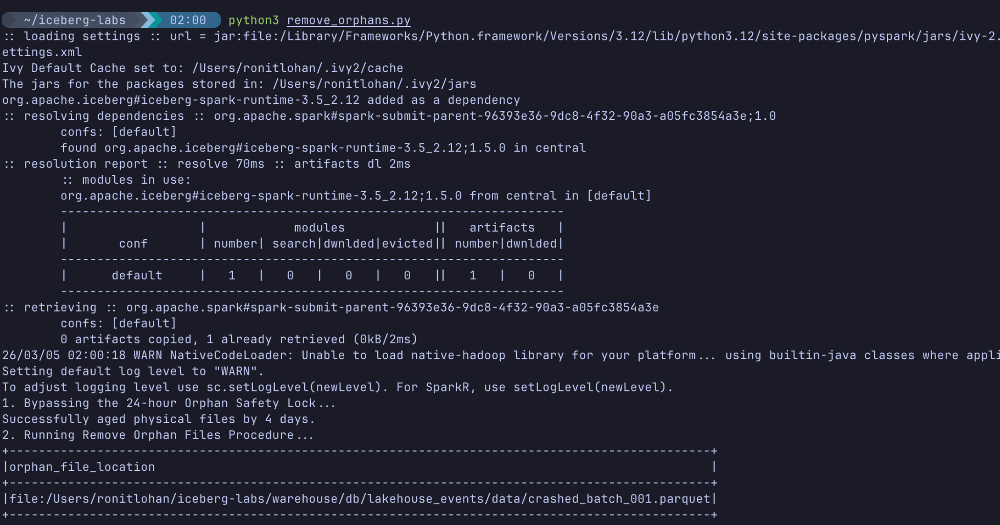 ~/iceberg-labs 02:00 python3 remove_orphans.py
:: loading settings :: url = jar:file:/Library/Frameworks/Python.framework/Versions/3.12/lib/python3.12/site-packages/pyspark/jars/ivy-2.
ettings.xml
Ivy Default Cache set to: /Users/ronitlohan/.ivy2/cache
The jars for the packages stored in: /Users/ronitlohan/.ivy2/jars
org.apache.iceberg#iceberg-spark-runtime-3.5_2.12 added as a dependency
:: resolving dependencies :: org.apache.spark#spark-submit-parent-96393e36-9dc8-4f32-90a3-a05fc3854a3e;1.0
        confs: [default]
        found org.apache.iceberg#iceberg-spark-runtime-3.5_2.12;1.5.0 in central
:: resolution report :: resolve 70ms :: artifacts dl 2ms
        :: modules in use:
        org.apache.iceberg#iceberg-spark-runtime-3.5_2.12;1.5.0 from central in [default]
        ---------------------------------------------------------------------
        |                  |            modules            ||   artifacts   |
        |       conf       | number| search|dwnlded|evicted|| number|dwnlded|
        ---------------------------------------------------------------------
        |      default     |   1   |   0   |   0   |   0   ||   1   |   0   |
        ---------------------------------------------------------------------
:: retrieving :: org.apache.spark#spark-submit-parent-96393e36-9dc8-4f32-90a3-a05fc3854a3e
        confs: [default]
        0 artifacts copied, 1 already retrieved (0kB/2ms)
26/03/05 02:00:18 WARN NativeCodeLoader: Unable to load native-hadoop library for your platform... using builtin-java classes where appli
Setting default log level to "WARN".
To adjust logging level use sc.setLogLevel(newLevel). For SparkR, use setLogLevel(newLevel).
1. Bypassing the 24-hour Orphan Safety Lock...
Successfully aged physical files by 4 days.
2. Running Remove Orphan Files Procedure...
+------------------------------------------------------------------------------------------------+
|orphan_file_location                                                                            |
+------------------------------------------------------------------------------------------------+
|file:/Users/ronitlohan/iceberg-labs/warehouse/db/lakehouse_events/data/crashed_batch_001.parquet|
+------------------------------------------------------------------------------------------------+